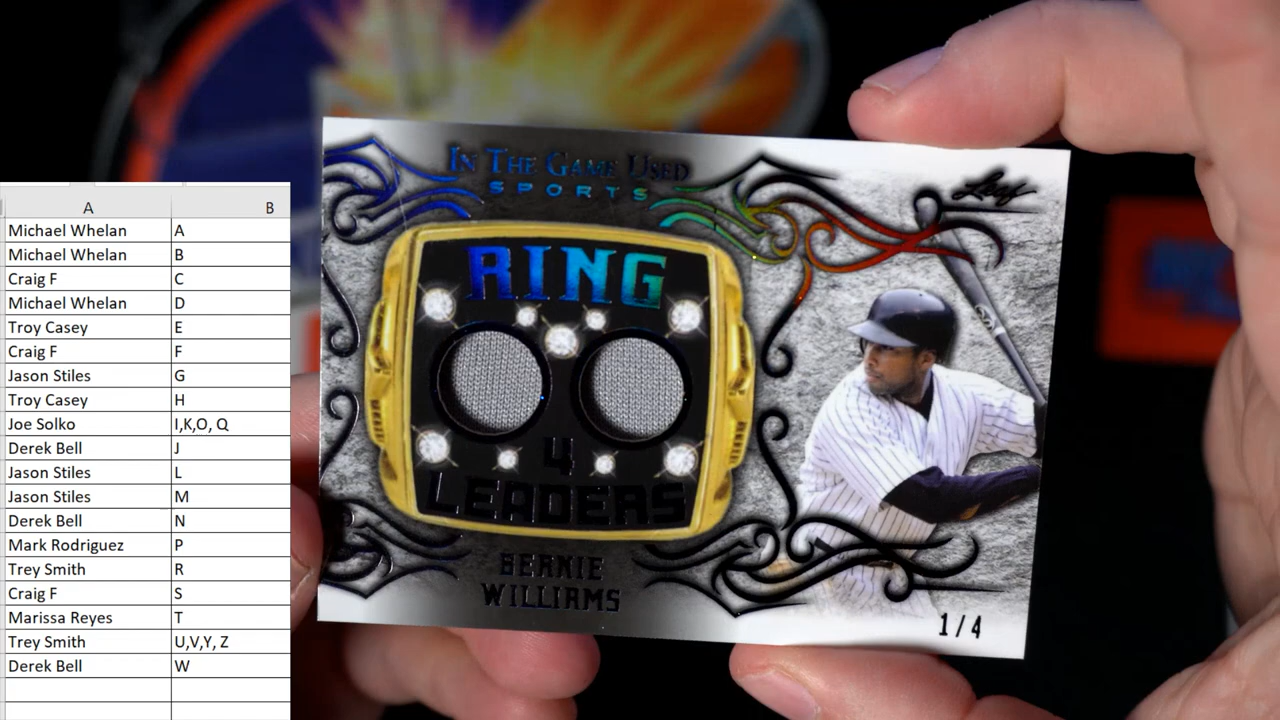 A B
Michael Whelan A
Michael Whelan B
Craig F C
Michael Whelan D
Troy Casey E
Craig F F
Jason Stiles G
Troy Casey H
Joe Solko I,K,O, Q
Derek Bell J
Jason Stiles L
Jason Stiles M
Derek Bell N
Mark Rodriguez P
Trey Smith R
Craig F S
Marissa Reyes T
Trey Smith U,V,Y, Z
Derek Bell W
IN THE GAME USED
SPORTS
Leaf
RING
4
LEADERS
BERNIE
WILLIAMS
1/4